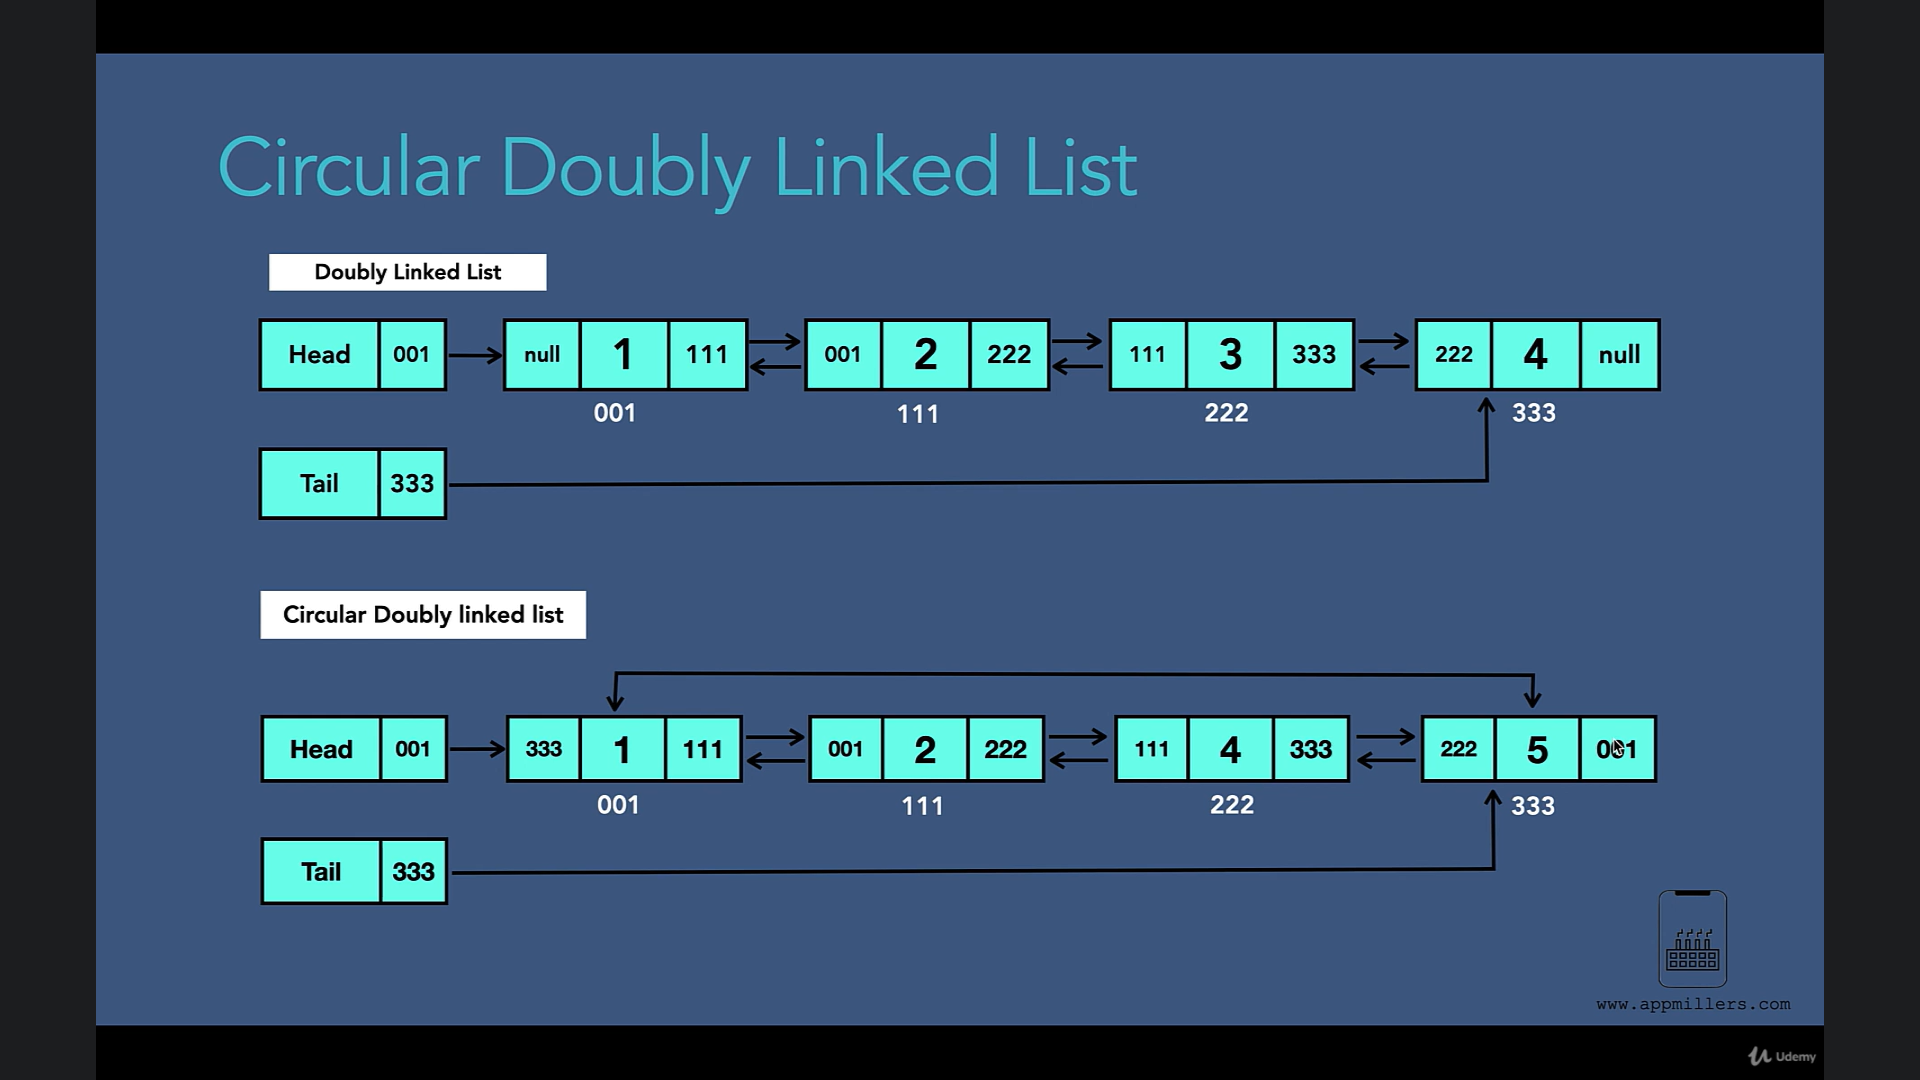 Circular Doubly Linked List
Doubly Linked List
Head 001 null 1 111 001 2 222 111 3 333 222 4 null
001 111 222 333
Tail 333
Circular Doubly linked list
Head 001 333 1 111 001 2 222 111 4 333 222 5 001
001 111 222 333
Tail 333
www.appmillers.com
Udemy